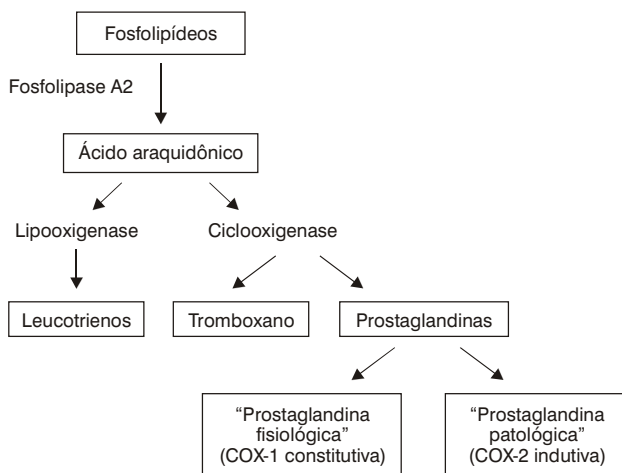 Fosfolipídeos
Fosfolipase A2
Ácido araquidônico
Lipooxigenase
Ciclooxigenase
Leucotrienos
Tromboxano
Prostaglandinas
“Prostaglandina
fisiológica”
(COX-1 constitutiva)
“Prostaglandina
patológica”
(COX-2 indutiva)